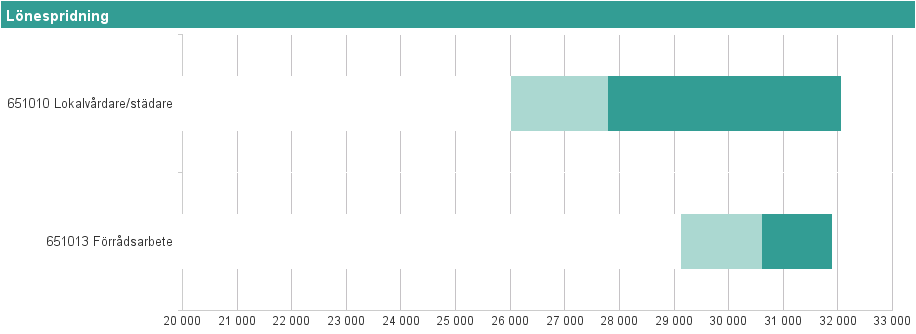 Lönespridning
651010 Lokalvårdare/städare
651013 Förrådsarbete
20 000 21 000 22 000 23 000 24 000 25 000 26 000 27 000 28 000 29 000 30 000 31 000 32 000 33 000